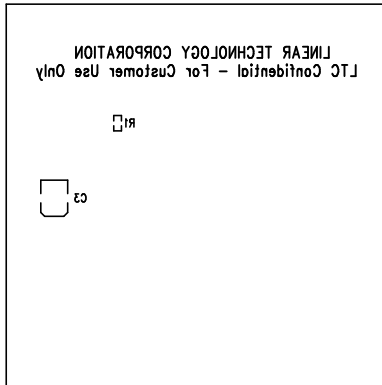 LINEAR TECHNOLOGY CORPORATION
LTC Confidential – For Customer Use Only
R1
C3